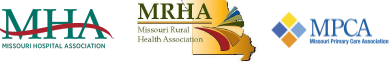 MHA
MISSOURI HOSPITAL ASSOCIATION
MRHA
Missouri Rural
Health Association
MPCA
Missouri Primary Care Association